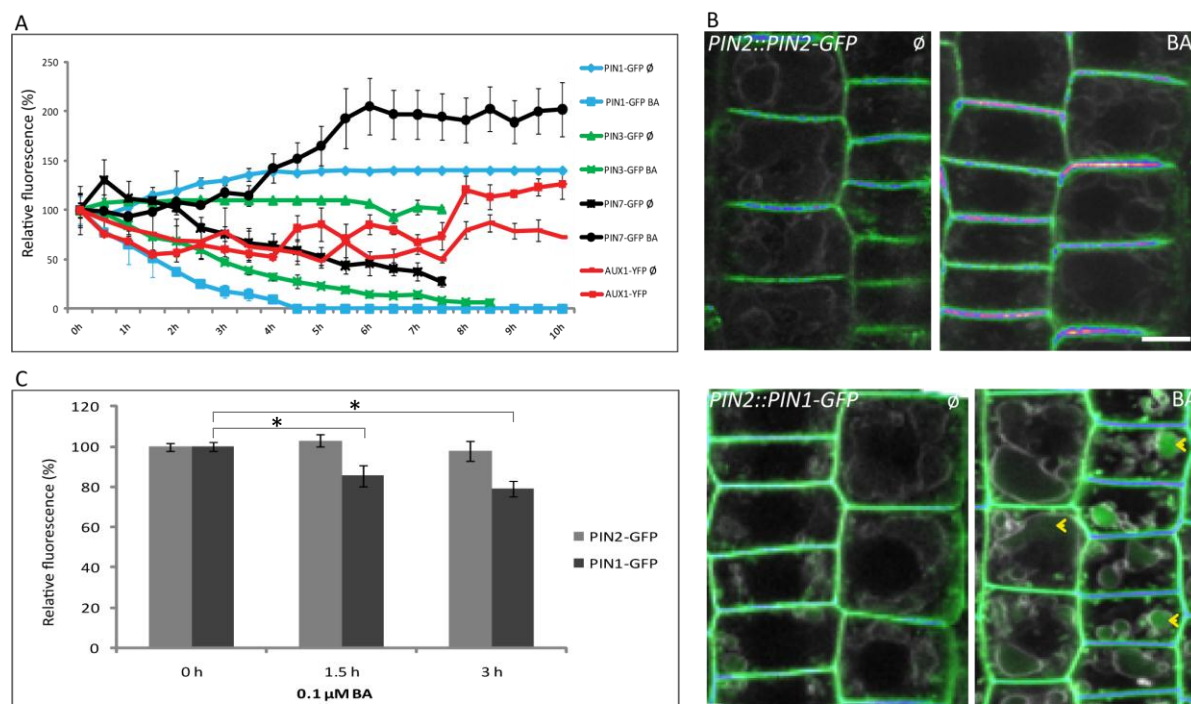 A
Relative fluorescence (%)
250
200
150
100
50
0
0h
1h
2h
3h
4h
5h
6h
7h
8h
9h
10h
PIN1-GFP Ø
PIN1-GFP BA
PIN3-GFP Ø
PIN3-GFP BA
PIN7-GFP Ø
PIN7-GFP BA
AUX1-YFP Ø
AUX1-YFP
B
PIN2::PIN2-GFP
Ø
BA
C
Relative fluorescence (%)
120
100
80
60
40
20
0
*
*
0 h
1.5 h
3 h
0.1 µM BA
PIN2-GFP
PIN1-GFP
PIN2::PIN1-GFP
Ø
BA